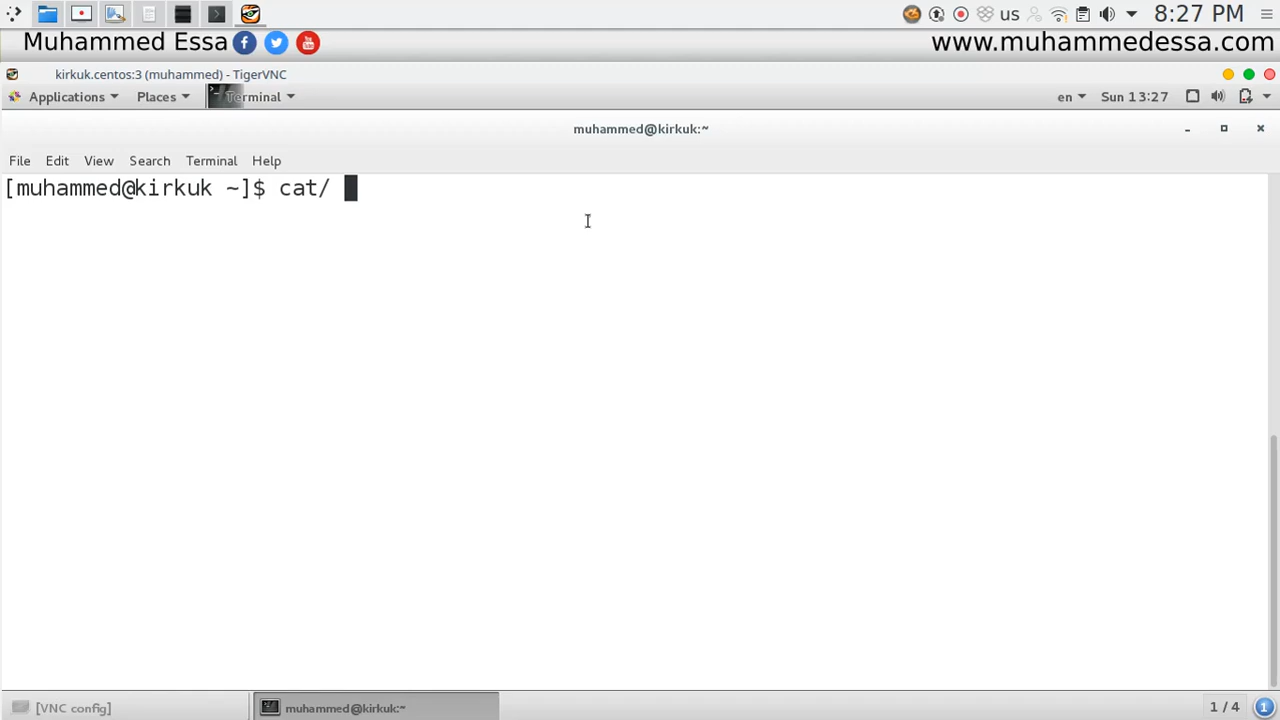 us
8:27 PM
Muhammed Essa
www.muhammedessa.com
kirkuk.centos:3 (muhammed) - TigerVNC
Applications Places Terminal
en Sun 13:27
muhammed@kirkuk:~
File Edit View Search Terminal Help
[muhammed@kirkuk ~]$ cat/
[VNC config] muhammed@kirkuk:~ 1 / 4 1